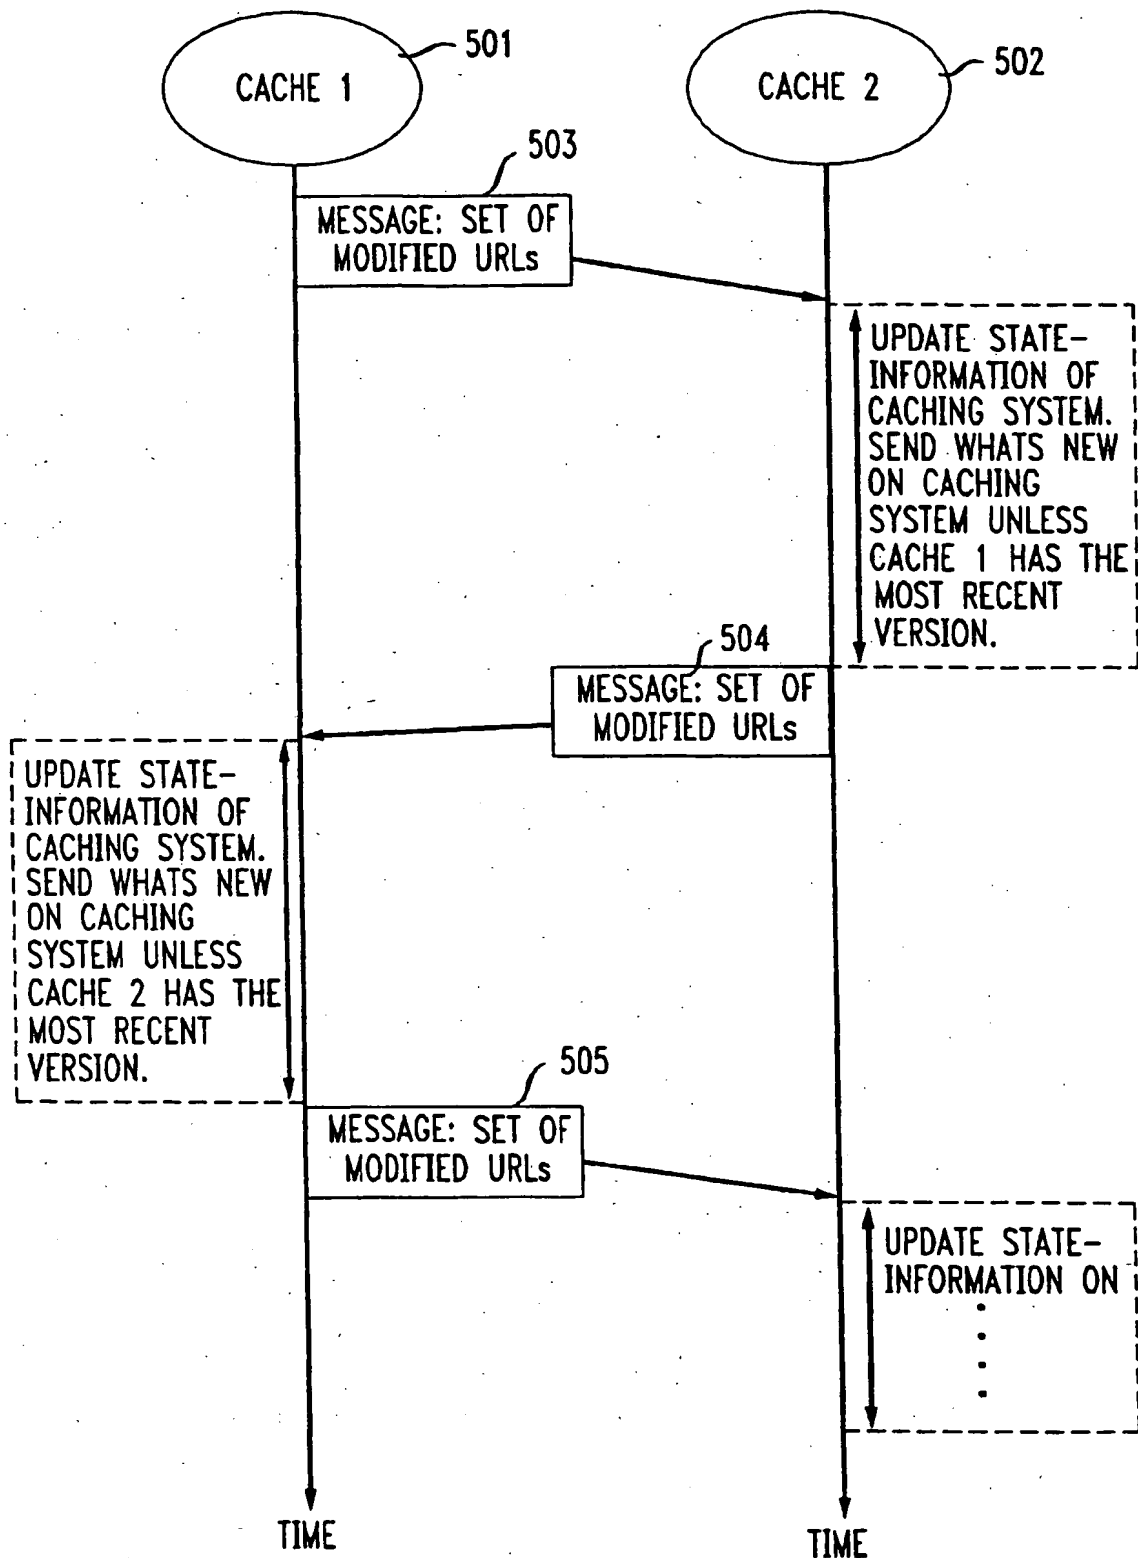 501
502
CACHE 1
CACHE 2
503
MESSAGE: SET OF
MODIFIED URLs
UPDATE STATE-
INFORMATION OF
CACHING SYSTEM.
SEND WHATS NEW
ON CACHING
SYSTEM UNLESS
CACHE 1 HAS THE
MOST RECENT
VERSION.
504
MESSAGE: SET OF
MODIFIED URLs
UPDATE STATE-
INFORMATION OF
CACHING SYSTEM.
SEND WHATS NEW
ON CACHING
SYSTEM UNLESS
CACHE 2 HAS THE
MOST RECENT
VERSION.
505
MESSAGE: SET OF
MODIFIED URLs
UPDATE STATE-
INFORMATION ON
TIME
TIME